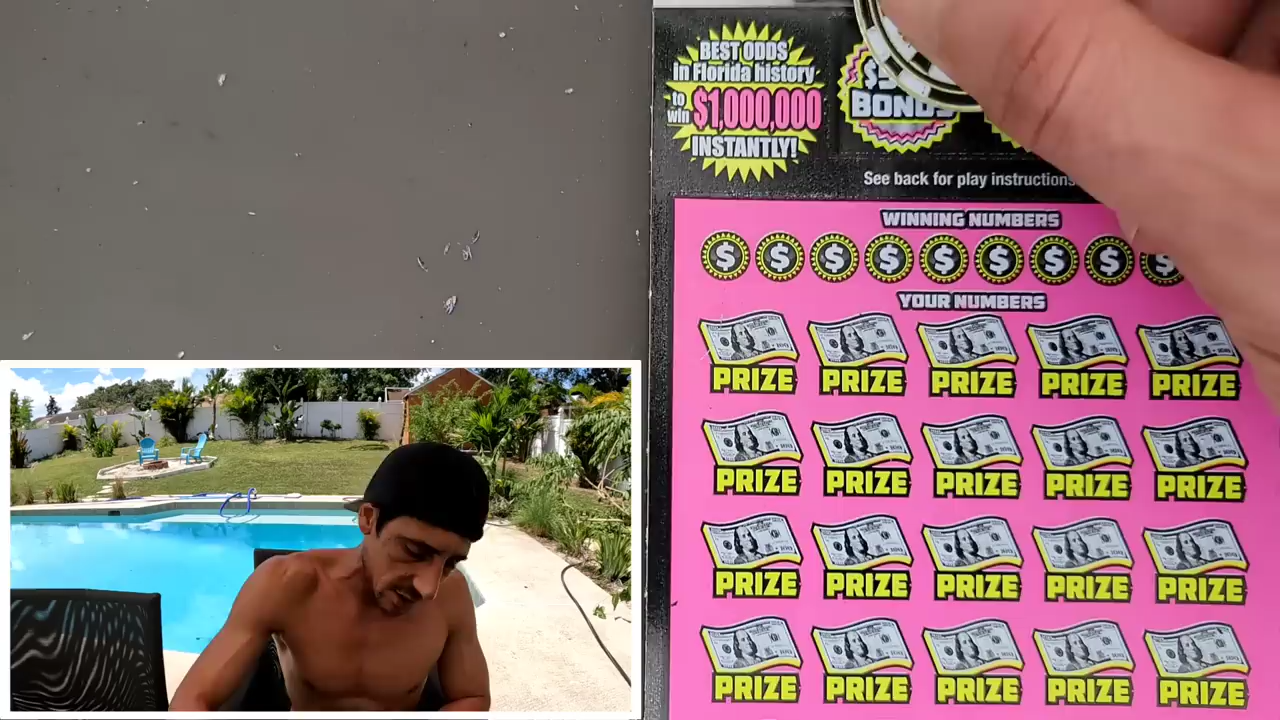 BEST ODDS
in Florida history
to
win $1,000,000
INSTANTLY!
BONUS
See back for play instructions
WINNING NUMBERS
$ $ $ $ $ $ $ $ $
YOUR NUMBERS
PRIZE PRIZE PRIZE PRIZE PRIZE
PRIZE PRIZE PRIZE PRIZE PRIZE
PRIZE PRIZE PRIZE PRIZE PRIZE
PRIZE PRIZE PRIZE PRIZE PRIZE